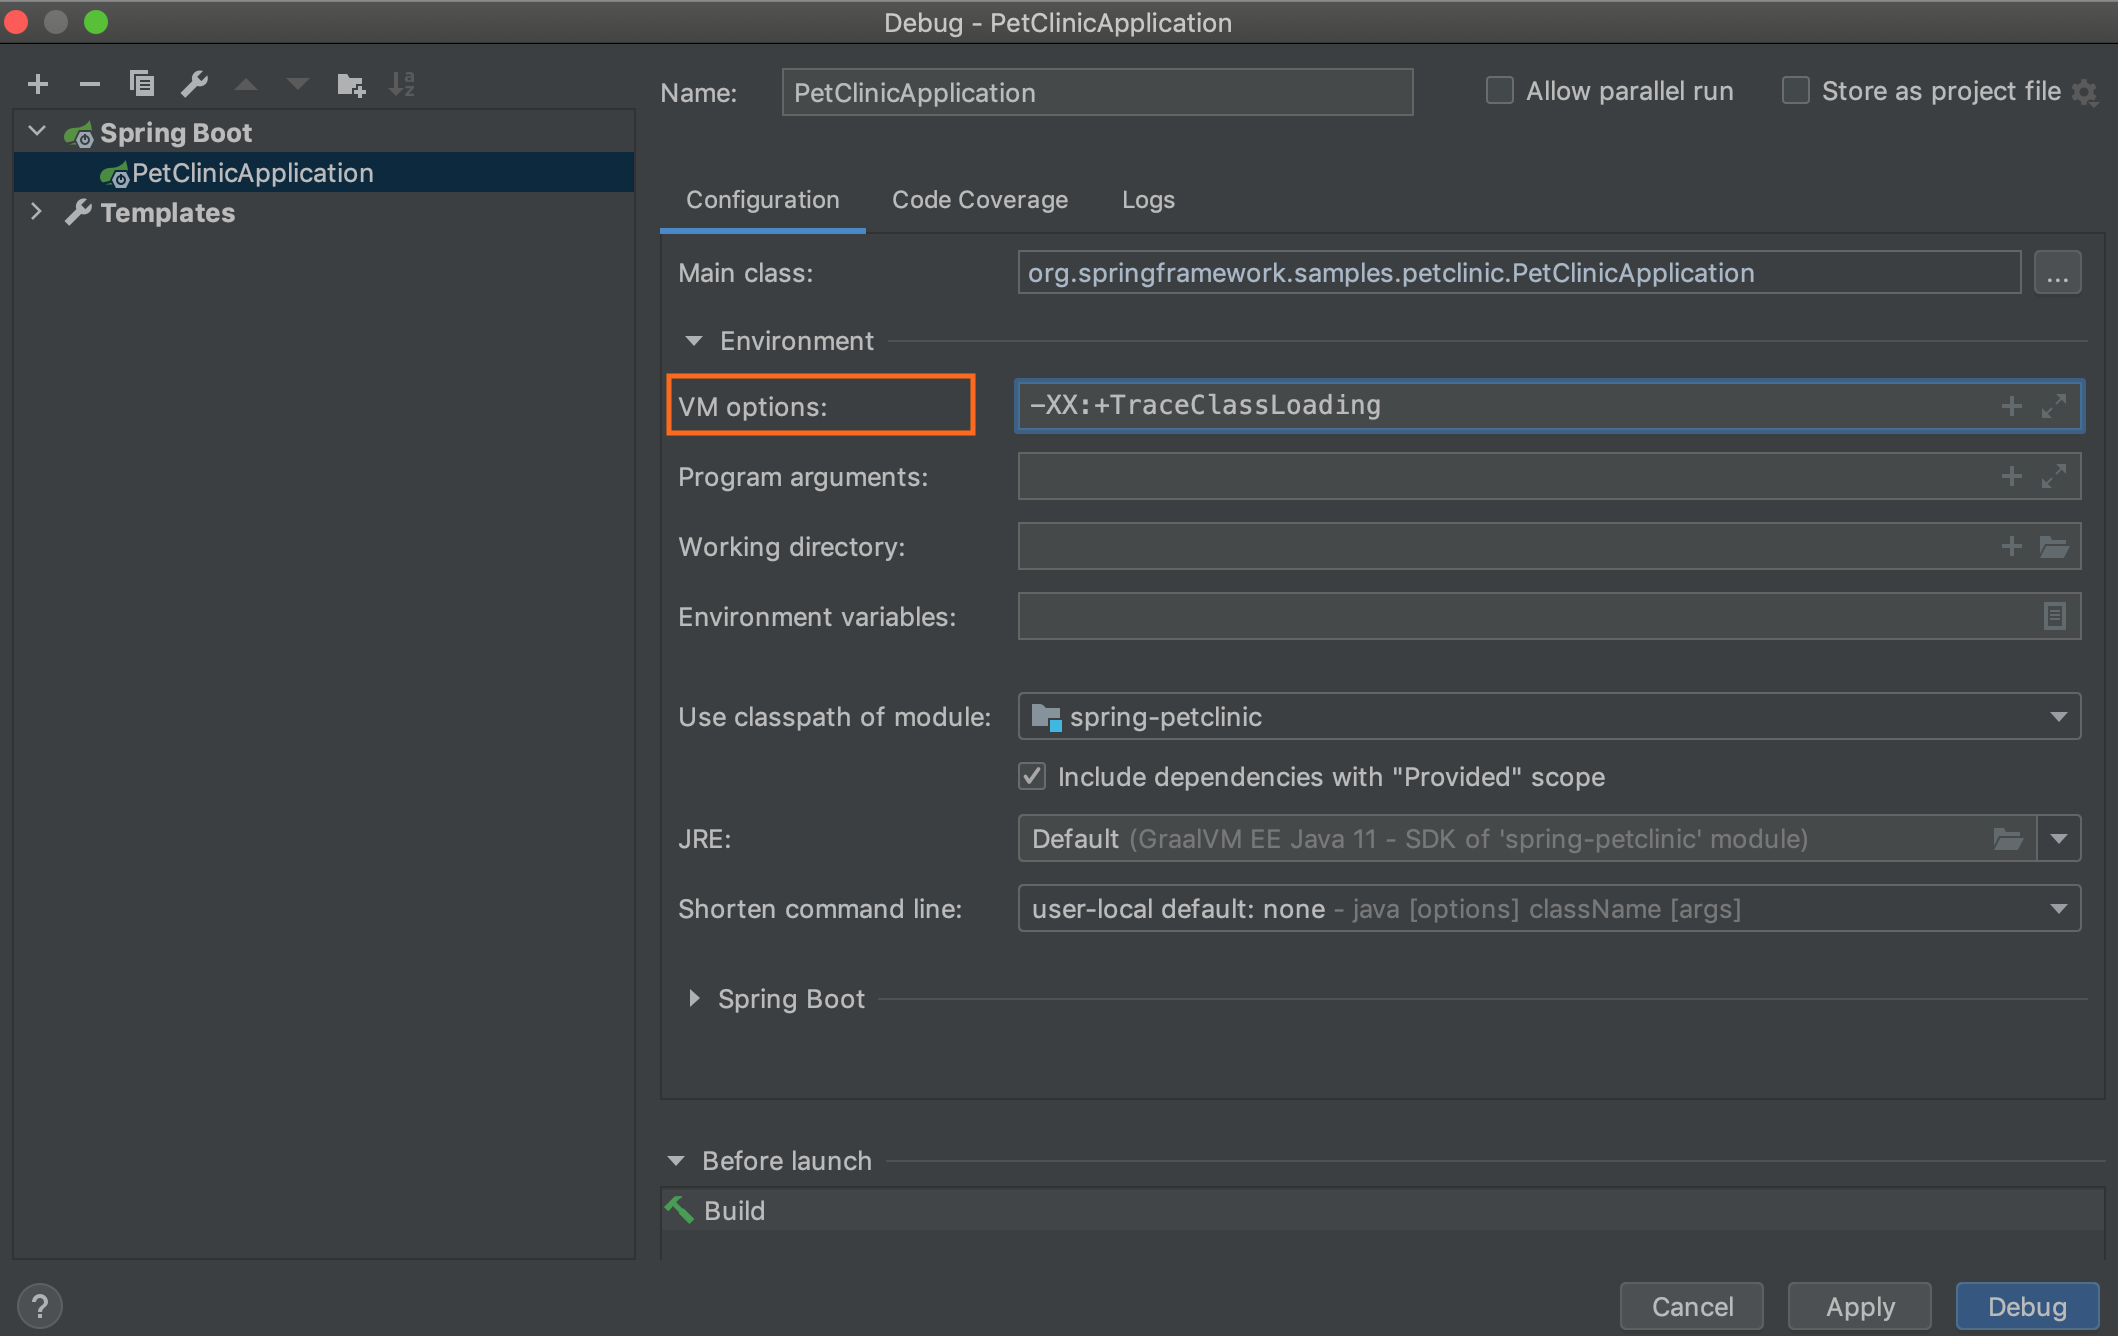 Debug - PetClinicApplication
Name: PetClinicApplication Allow parallel run Store as project file
Spring Boot
PetClinicApplication
Templates
Configuration Code Coverage Logs
Main class: org.springframework.samples.petclinic.PetClinicApplication ...
Environment
VM options: -XX:+TraceClassLoading
Program arguments:
Working directory:
Environment variables:
Use classpath of module: spring-petclinic
Include dependencies with "Provided" scope
JRE: Default (GraalVM EE Java 11 - SDK of 'spring-petclinic' module)
Shorten command line: user-local default: none - java [options] className [args]
Spring Boot
Before launch
Build
? Cancel Apply Debug